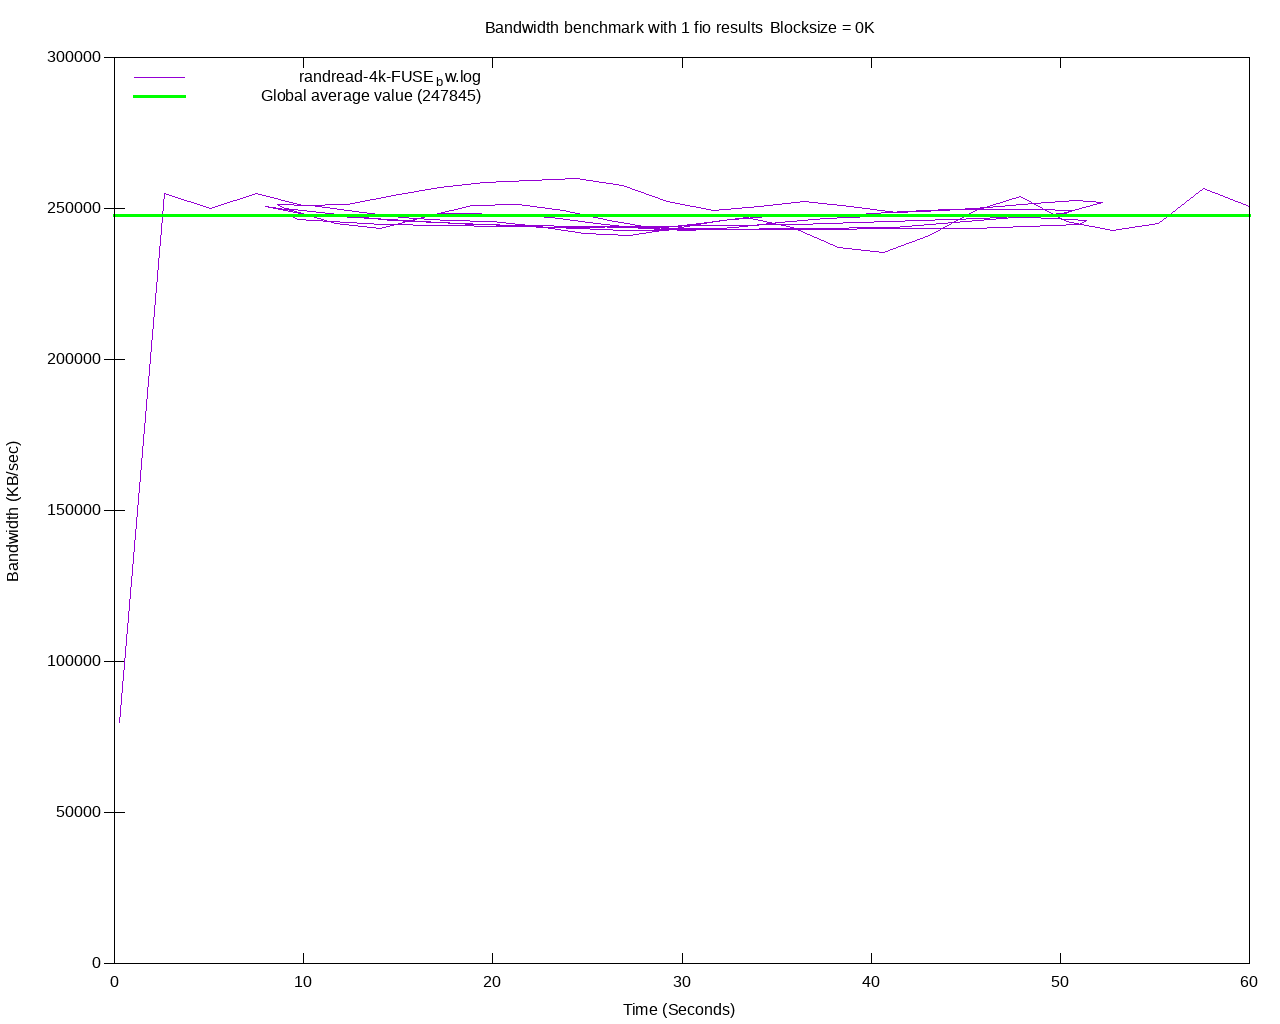 Bandwidth benchmark with 1 fio results Blocksize = 0K
300000
randread-4k-FUSEbw.log
Global average value (247845)
250000
200000
150000
100000
50000
0
Bandwidth (KB/sec)
0 10 20 30 40 50 60
Time (Seconds)